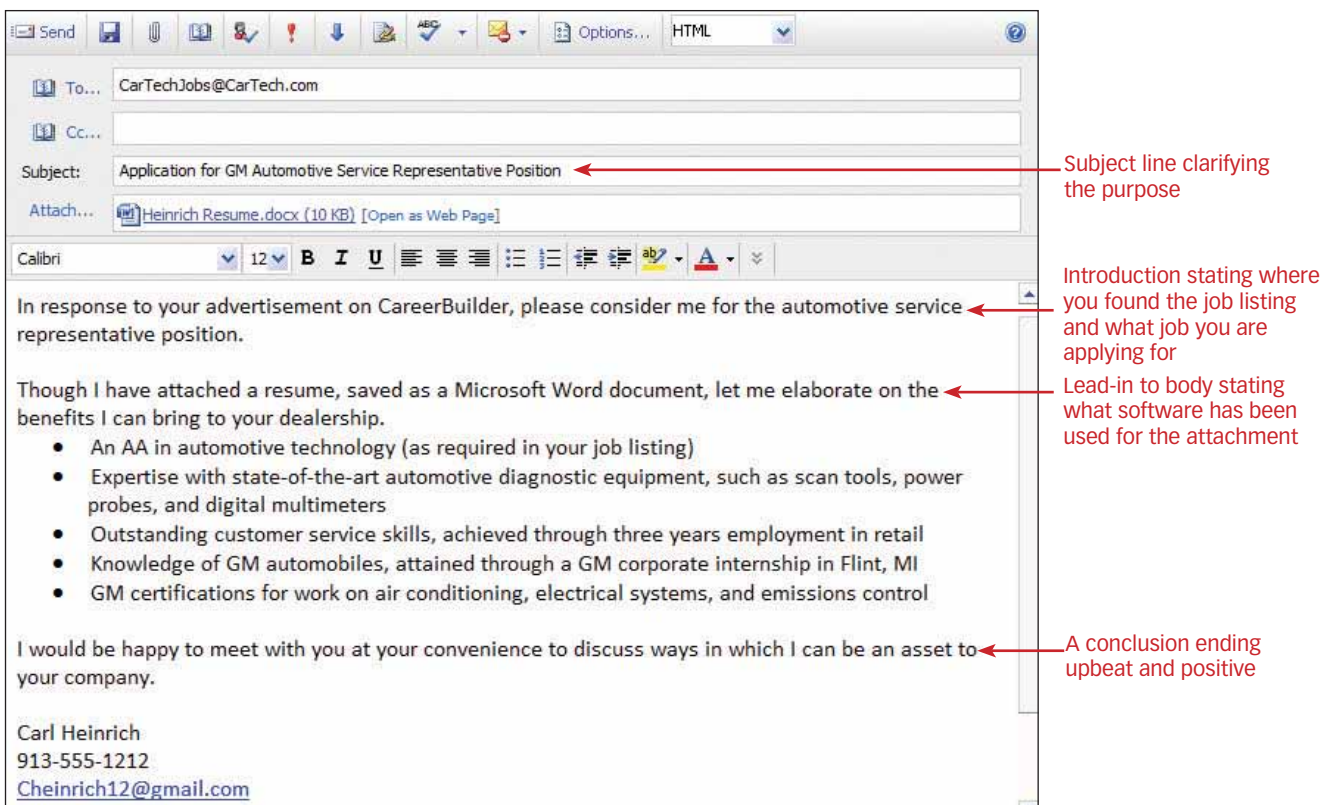 Send ABC Options... HTML
To... CarTechJobs@CarTech.com
Cc...
Subject: Application for GM Automotive Service Representative Position
Attach... Heinrich Resume.docx (10 KB) [Open as Web Page]
Calibri 12 B I U ab A
In response to your advertisement on CareerBuilder, please consider me for the automotive service
representative position.
Though I have attached a resume, saved as a Microsoft Word document, let me elaborate on the
benefits I can bring to your dealership.
• An AA in automotive technology (as required in your job listing)
• Expertise with state-of-the-art automotive diagnostic equipment, such as scan tools, power
probes, and digital multimeters
• Outstanding customer service skills, achieved through three years employment in retail
• Knowledge of GM automobiles, attained through a GM corporate internship in Flint, MI
• GM certifications for work on air conditioning, electrical systems, and emissions control
I would be happy to meet with you at your convenience to discuss ways in which I can be an asset to
your company.
Carl Heinrich
913-555-1212
Cheinrich12@gmail.com
Subject line clarifying
the purpose
Introduction stating where
you found the job listing
and what job you are
applying for
Lead-in to body stating
what software has been
used for the attachment
A conclusion ending
upbeat and positive